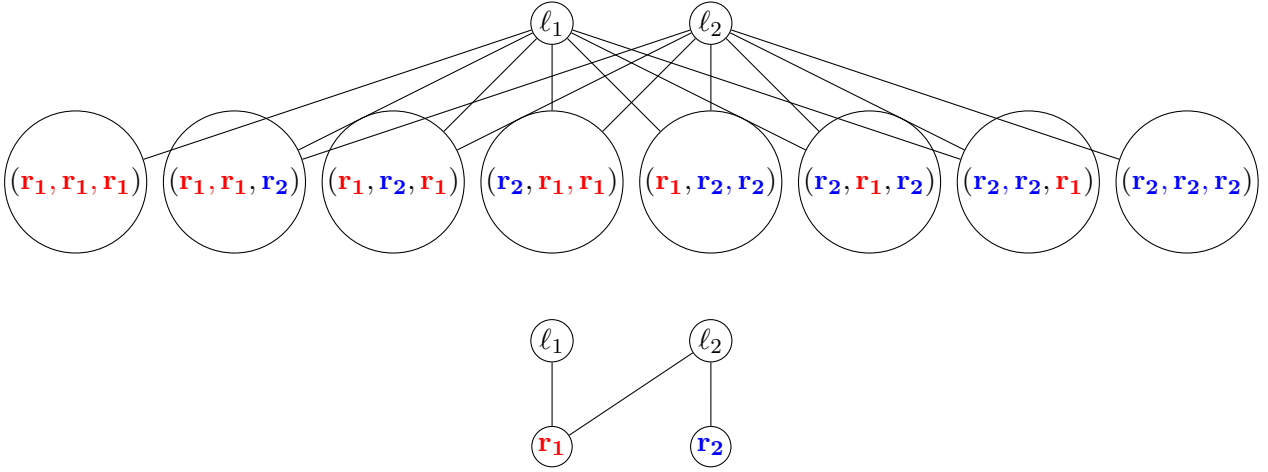 ℓ₁ ℓ₂
(r₁, r₁, r₁) (r₁, r₁, r₂) (r₁, r₂, r₁) (r₂, r₁, r₁) (r₁, r₂, r₂) (r₂, r₁, r₂) (r₂, r₂, r₁) (r₂, r₂, r₂)
ℓ₁ ℓ₂
r₁ r₂